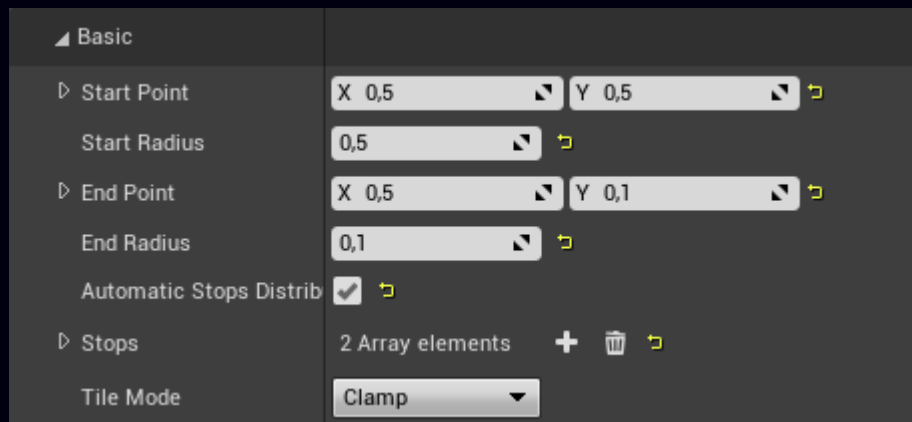 Basic
Start Point X 0,5 Y 0,5
Start Radius 0,5
End Point X 0,5 Y 0,1
End Radius 0,1
Automatic Stops Distrib
Stops 2 Array elements
Tile Mode Clamp